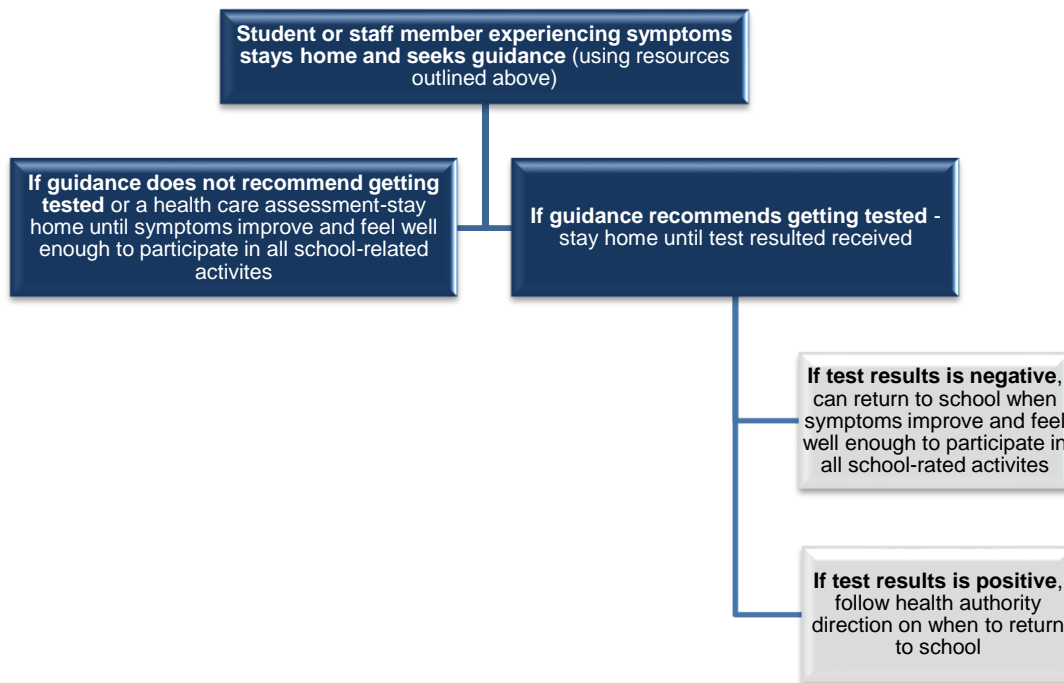 Student or staff member experiencing symptoms
stays home and seeks guidance (using resources
outlined above)
If guidance does not recommend getting
tested or a health care assessment-stay
home until symptoms improve and feel well
enough to participate in all school-related
activites
If guidance recommends getting tested -
stay home until test resulted received
If test results is negative,
can return to school when
symptoms improve and feel
well enough to participate in
all school-rated activites
If test results is positive,
follow health authority
direction on when to return
to school